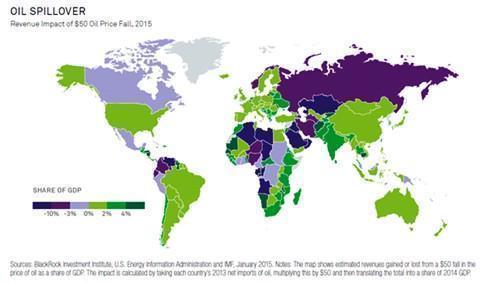 OIL SPILLOVER
Revenue Impact of $50 Oil Price Fall, 2015
SHARE OF GDP
-10% -3% 0% 2% 4%
Sources: BlackRock Investment Institute, U.S. Energy Information Administration and IMF, January 2015. Notes: The map shows estimated revenues gained or lost from a $50 fall in the
price of oil as a share of GDP. The impact is calculated by taking each country's 2013 net imports of oil, multiplying this by $50 and then translating the total into a share of 2014 GDP.